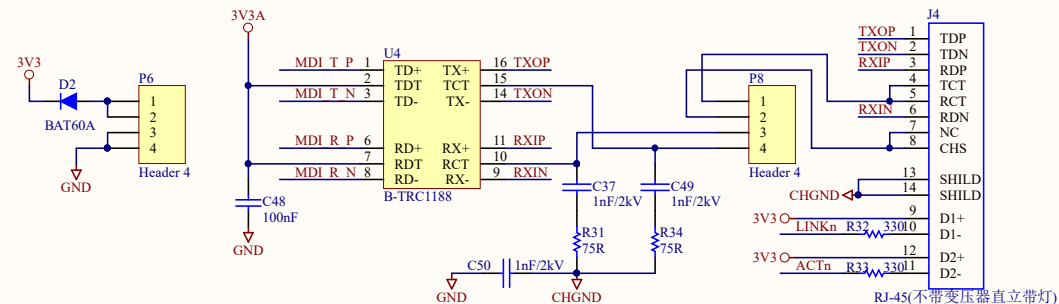 3V3
D2
BAT60A
P6
1
2
3
4
Header 4
GND
3V3A
C48
100nF
GND
U4
MDI_T_P 1 TD+ TX+ 16 TXOP
2 TDT TCT 15
MDI_T_N 3 TD- TX- 14 TXON
MDI_R_P 6 RD+ RX+ 11 RXIP
7 RDT RCT 10
MDI_R_N 8 RD- RX- 9 RXIN
B-TRC1188
C37
1nF/2kV
C49
1nF/2kV
R31
75R
R34
75R
C50
1nF/2kV
GND
CHGND
P8
1
2
3
4
Header 4
J4
TXOP 1 TDP
TXON 2 TDN
RXIP 3 RDP
4 TCT
5 RCT
RXIN 6 RDN
7 NC
8 CHS
13 SHILD
CHGND 14 SHILD
3V3 9 D1+
LINKn R32 330 10 D1-
3V3 12 D2+
ACTn R33 330 11 D2-
RJ-45(不带变压器直立带灯)